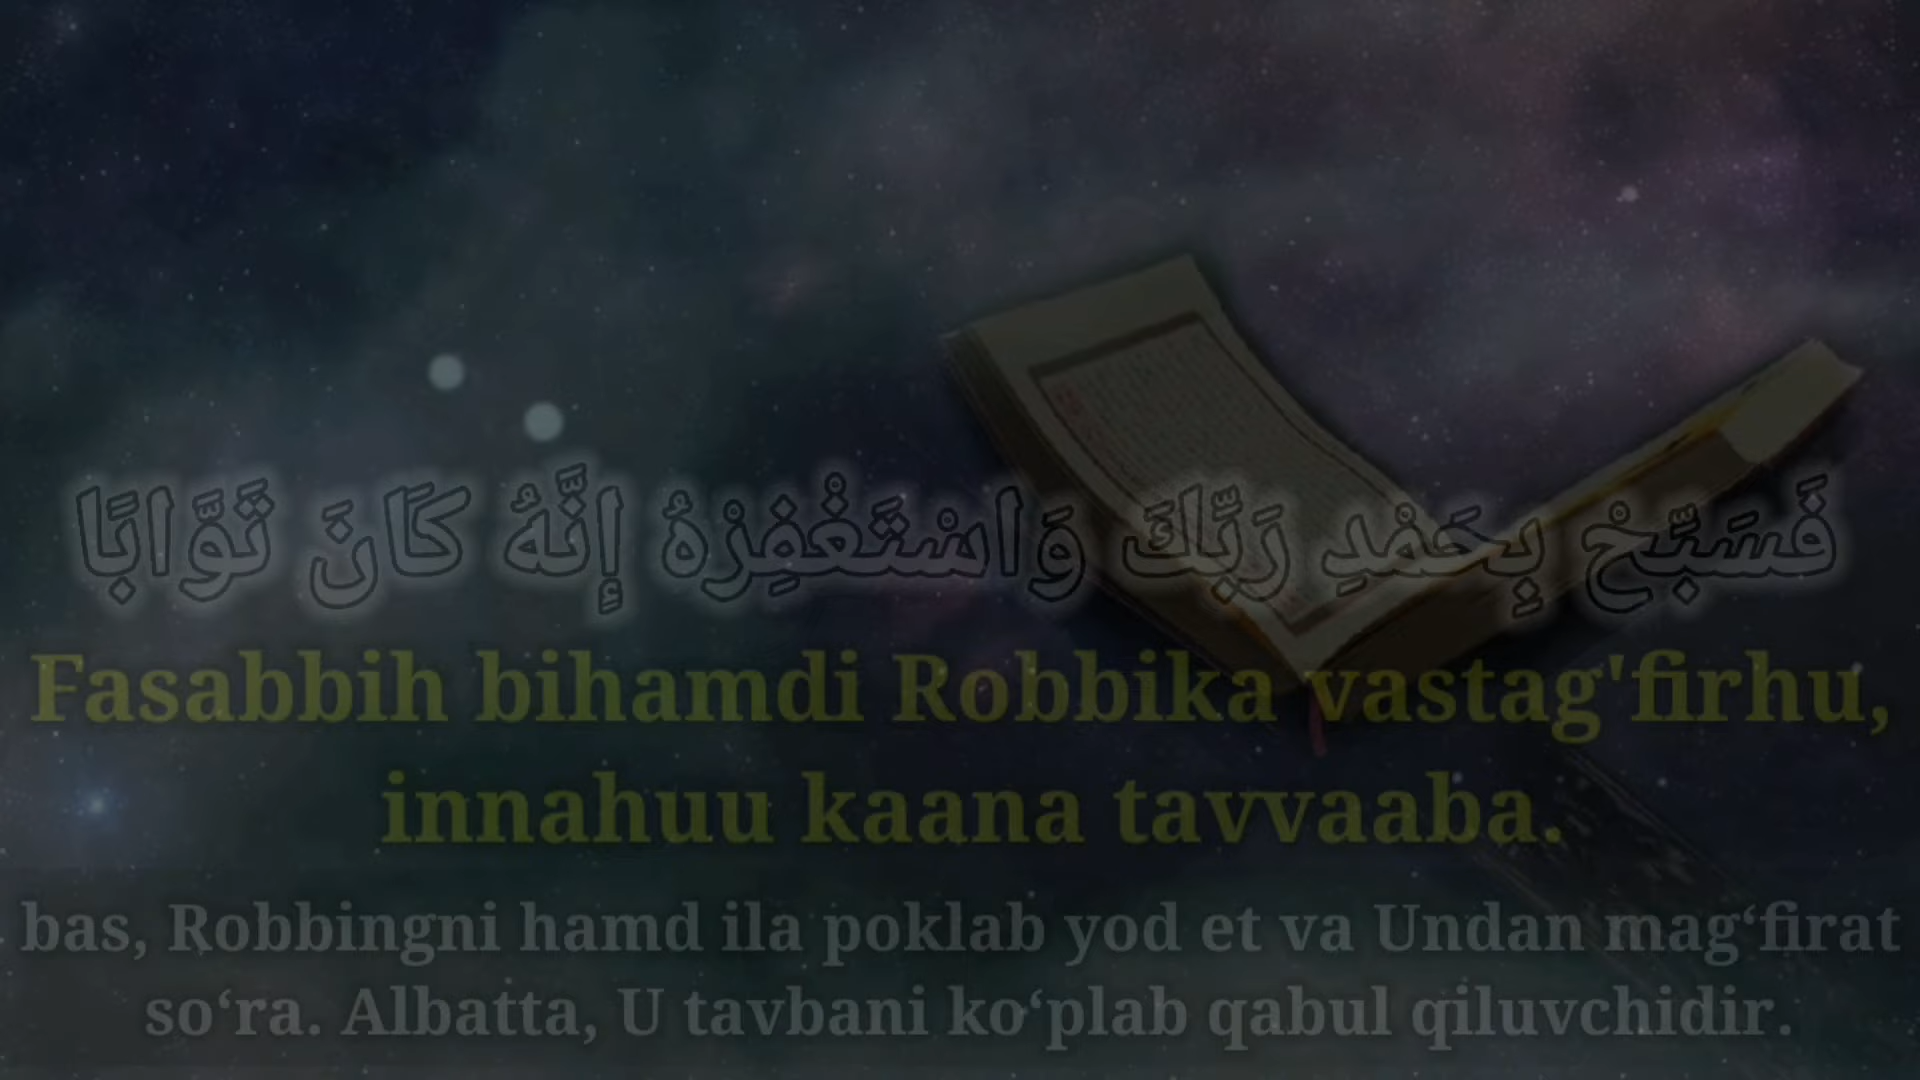 فَسَبِّحْ بِحَمْدِ رَبِّكَ وَاسْتَغْفِرْهُ إِنَّهُ كَانَ تَوَّابًا
Fasabbih bihamdi Robbika vastag'firhu,
innahuu kaana tavvaaba.
bas, Robbingni hamd ila poklab yod et va Undan mag‘firat
so‘ra. Albatta, U tavbani ko‘plab qabul qiluvchidir.